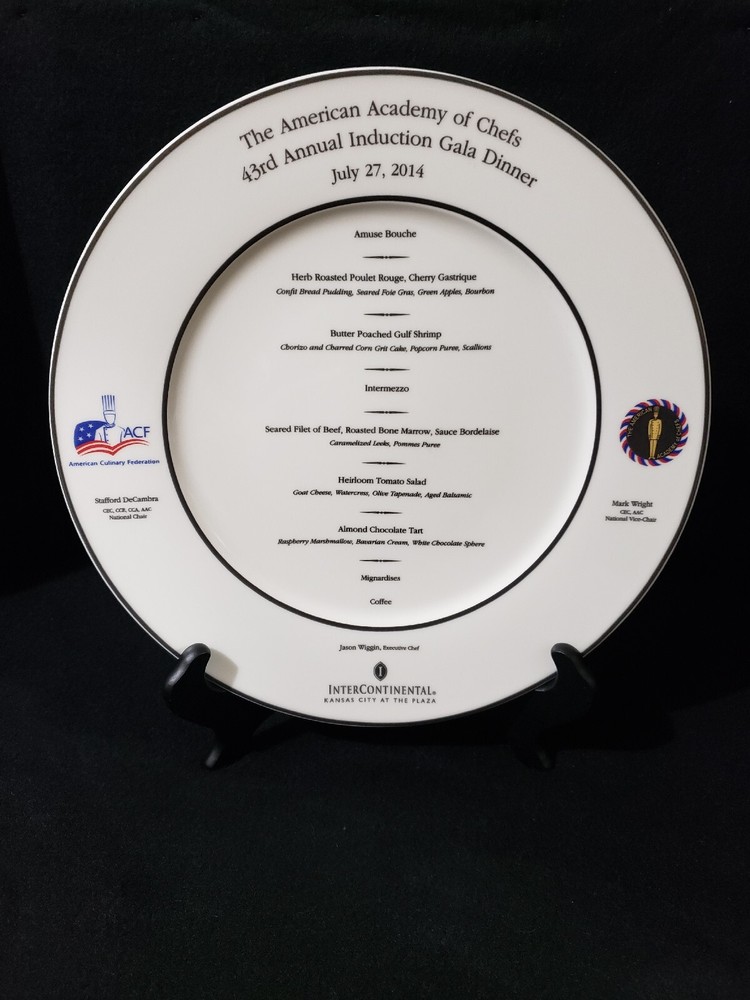 The American Academy of Chefs
43rd Annual Induction Gala Dinner
July 27, 2014
Amuse Bouche
Herb Roasted Poulet Rouge, Cherry Gastrique
Confit Bread Pudding, Seared Foie Gras, Green Apples, Bourbon
Butter Poached Gulf Shrimp
Chorizo and Charred Corn Grit Cake, Popcorn Puree, Scallions
Intermezzo
Seared Filet of Beef, Roasted Bone Marrow, Sauce Bordelaise
Caramelized Leeks, Pommes Puree
Heirloom Tomato Salad
Goat Cheese, Watercress, Olive Tapenade, Aged Balsamic
Almond Chocolate Tart
Raspberry Marshmallow, Bavarian Cream, White Chocolate Sphere
Mignardises
Coffee
ACF
American Culinary Federation
Stafford DeCambra
CEC, CCE, CCA, AAC
National Chair
Mark Wright
CEC, AAC
National Vice-Chair
Jason Wiggin, Executive Chef
I
INTERCONTINENTAL®
KANSAS CITY AT THE PLAZA